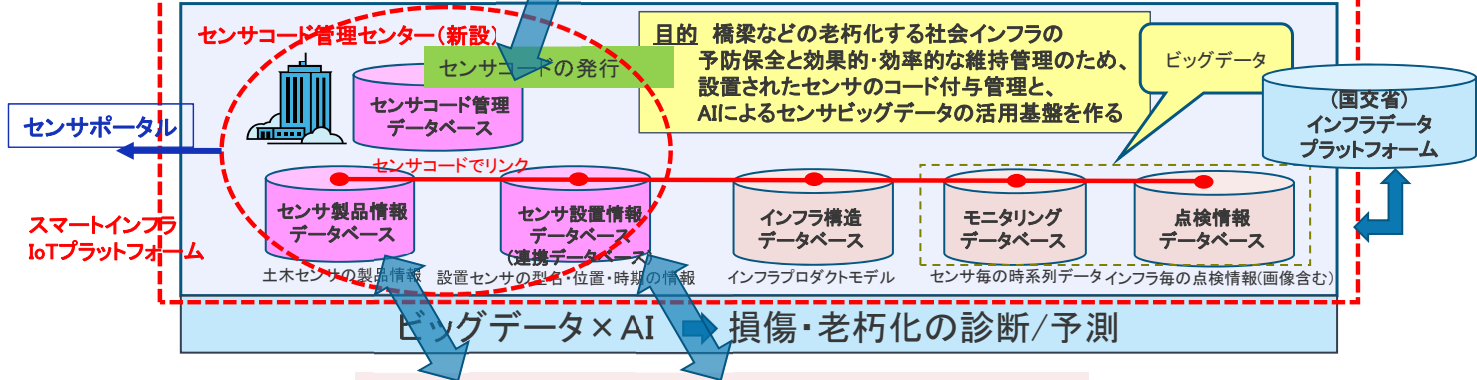 センサコード管理センター（新設）
センサコードの発行
センサコード管理
データベース
目的 橋梁などの老朽化する社会インフラの
予防保全と効果的・効率的な維持管理のため、
設置されたセンサのコード付与管理と、
AIによるセンサビッグデータの活用基盤を作る
ビッグデータ
（国交省）
インフラデータ
プラットフォーム
センサポータル
センサコードでリンク
スマートインフラ
IoTプラットフォーム
センサ製品情報
データベース
土木センサの製品情報
センサ設置情報
データベース
（連携データベース）
設置センサの型名・位置・時期の情報
インフラ構造
データベース
インフラプロダクトモデル
モニタリング
データベース
センサ毎の時系列データ
点検情報
データベース
インフラ毎の点検情報(画像含む)
ビッグデータ×AI 損傷・老朽化の診断/予測